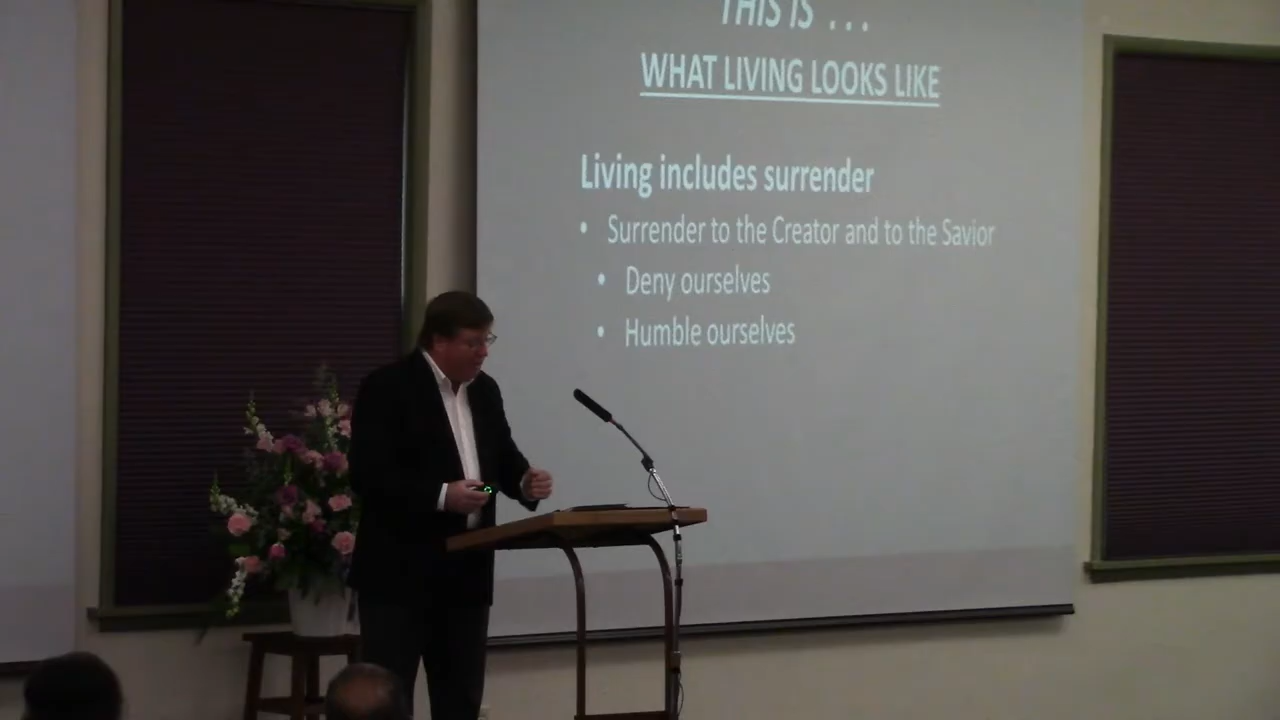 THIS IS ...
WHAT LIVING LOOKS LIKE
Living includes surrender
• Surrender to the Creator and to the Savior
• Deny ourselves
• Humble ourselves